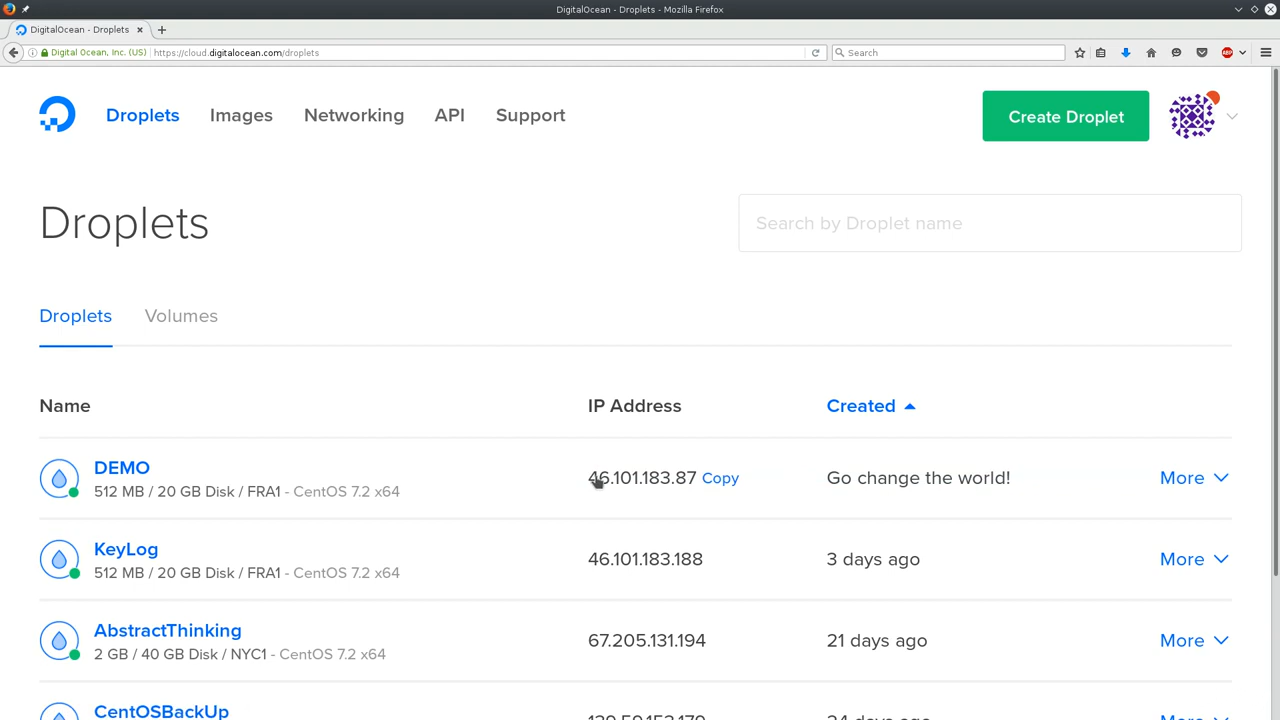 DigitalOcean - Droplets - Mozilla Firefox
DigitalOcean - Droplets
Digital Ocean, Inc. (US) https://cloud.digitalocean.com/droplets Search
ABP
Droplets Images Networking API Support Create Droplet
Droplets Search by Droplet name
Droplets Volumes
Name IP Address Created
DEMO
512 MB / 20 GB Disk / FRA1 - CentOS 7.2 x64
46.101.183.87 Copy Go change the world! More
KeyLog
512 MB / 20 GB Disk / FRA1 - CentOS 7.2 x64
46.101.183.188 3 days ago More
AbstractThinking
2 GB / 40 GB Disk / NYC1 - CentOS 7.2 x64
67.205.131.194 21 days ago More
CentOSBackUp